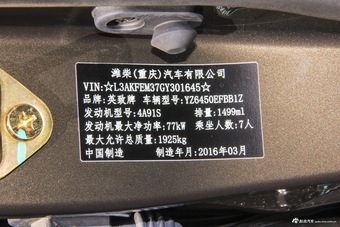 潍柴(重庆)汽车有限公司
VIN:☆L3AKFEM37GY301645☆
品牌:英致牌 车辆型号:YZ6450EFBB1Z
发动机型号:4A91S 排量:1499ml
发动机最大净功率:77kW 乘坐人数:7人
最大允许总质量:1925kg
中国制造 制造年月:2016年03月